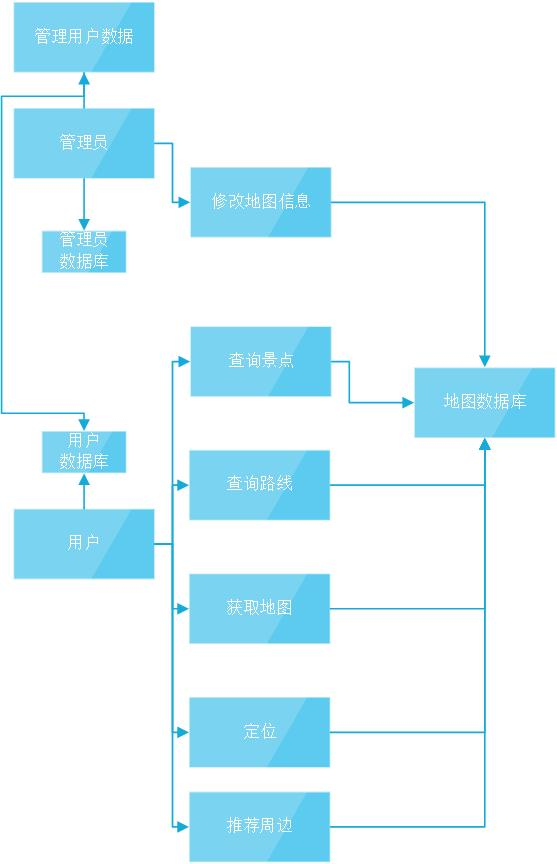 管理用户数据
管理员
修改地图信息
管理员
数据库
查询景点
地图数据库
用户
数据库
查询路线
用户
获取地图
定位
推荐周边